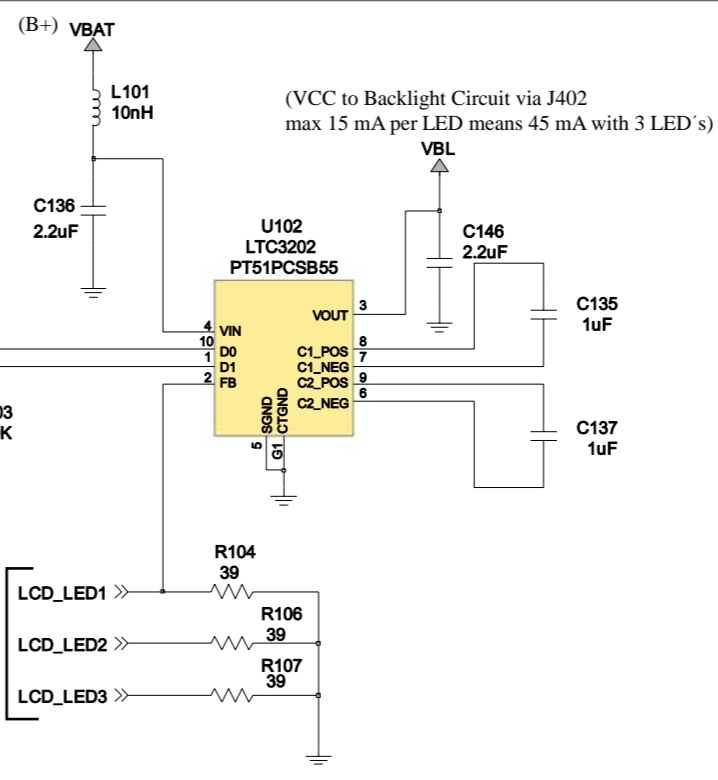 (B+) VBAT
L101
10nH
(VCC to Backlight Circuit via J402
max 15 mA per LED means 45 mA with 3 LED´s)
VBL
C136
2.2uF
U102
LTC3202
PT51PCSB55
C146
2.2uF
VOUT 3
C135
1uF
4 VIN
10 D0
1 D1
2 FB
C1_POS 8
C1_NEG 7
C2_POS 9
C2_NEG 6
SGND
CTGND
5
G1
03
K
C137
1uF
R104
39
LCD_LED1
R106
39
LCD_LED2
R107
39
LCD_LED3